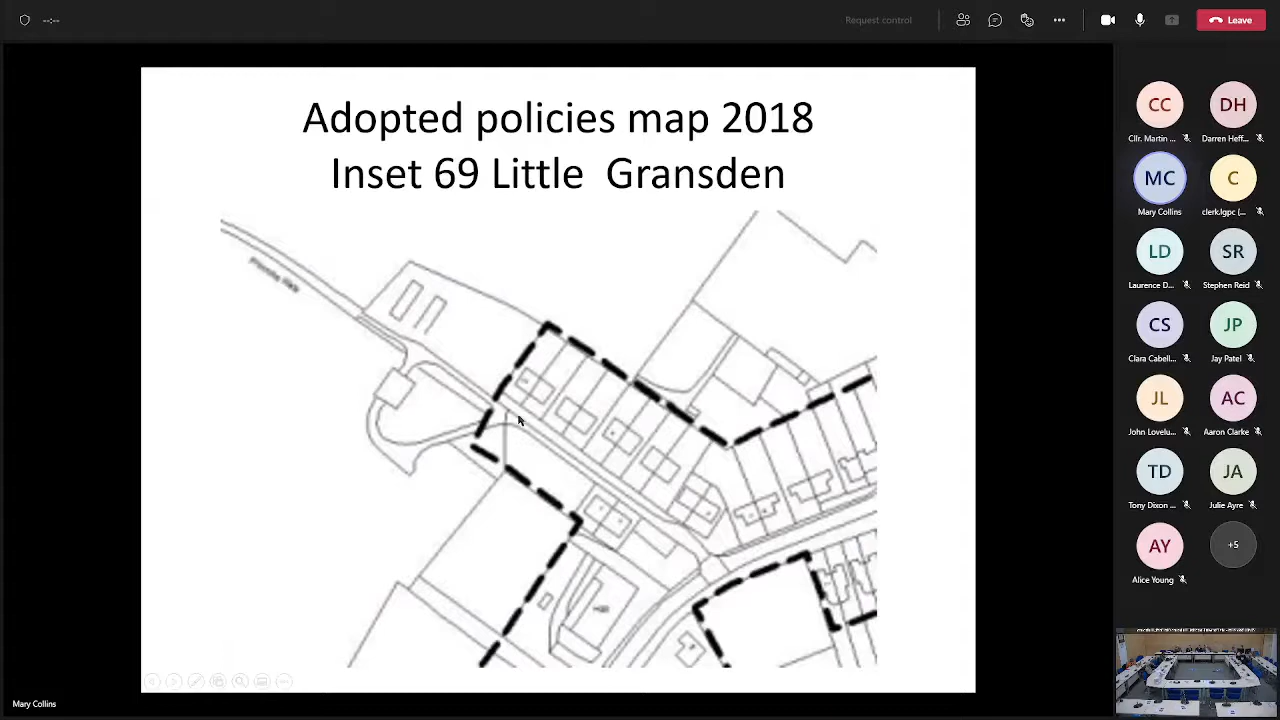 --:--
Request control
Leave
Adopted policies map 2018
Inset 69 Little  Gransden
CC
DH
Cllr. Martin ...
Darren Heff...
MC
C
Mary Collins
clerk.lgpc (...
LD
SR
Laurence D...
Stephen Reid
CS
JP
Clara Cabell...
Jay Patel
JL
AC
John Lovelu...
Aaron Clarke
TD
JA
Tony Dixon ...
Julie Ayre
AY
+5
Alice Young
Mary Collins